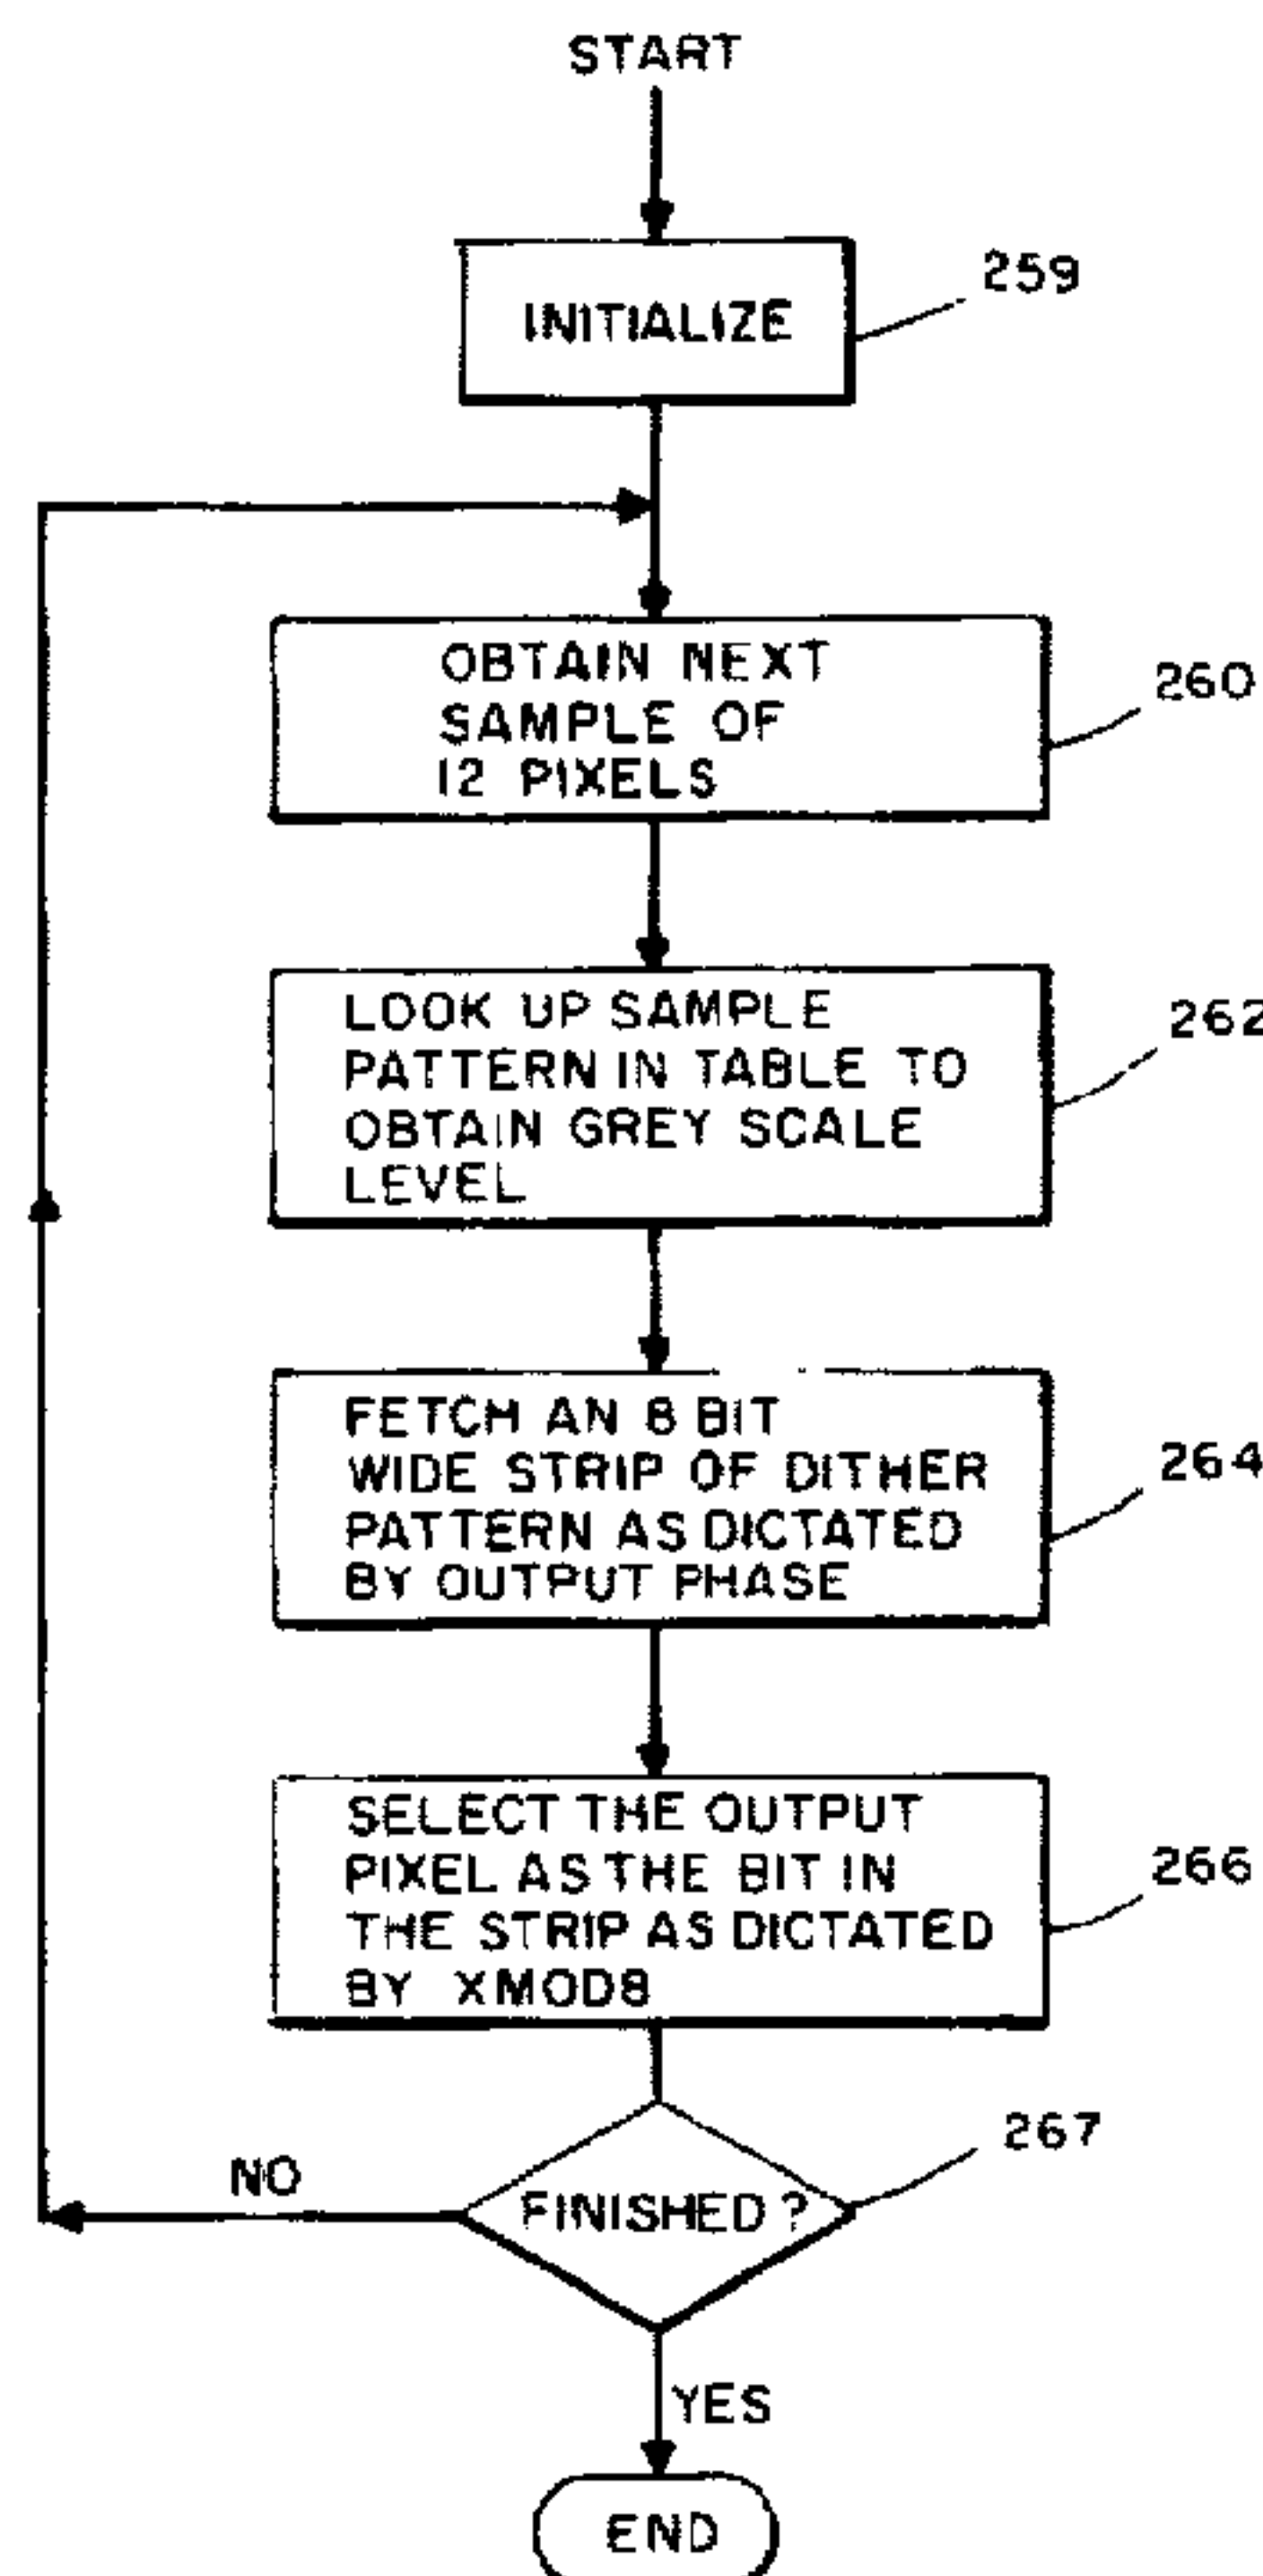 START
INITIALIZE
259
OBTAIN NEXT
SAMPLE OF
12 PIXELS
260
LOOK UP SAMPLE
PATTERN IN TABLE TO
OBTAIN GREY SCALE
LEVEL
262
FETCH AN 8 BIT
WIDE STRIP OF DITHER
PATTERN AS DICTATED
BY OUTPUT PHASE
264
SELECT THE OUTPUT
PIXEL AS THE BIT IN
THE STRIP AS DICTATED
BY XMOD8
266
FINISHED?
267
NO
YES
END